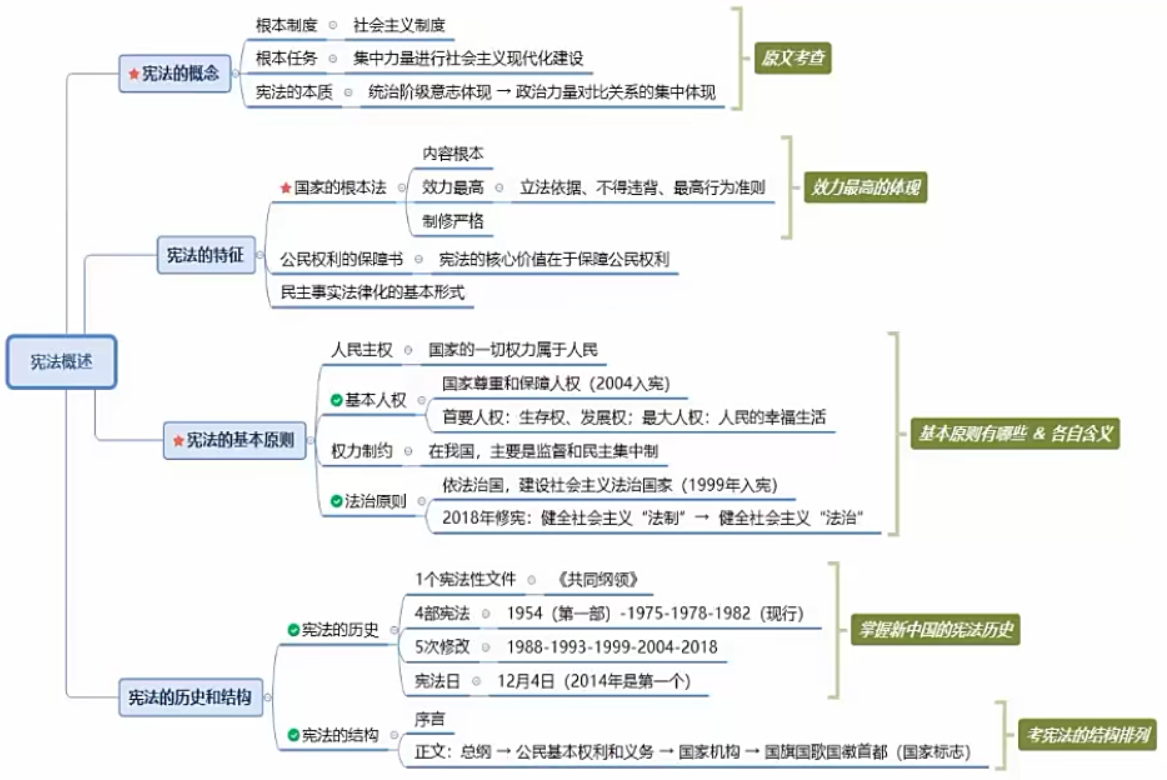 宪法概述
宪法的概念
根本制度
社会主义制度
根本任务
集中力量进行社会主义现代化建设
宪法的本质
统治阶级意志体现 → 政治力量对比关系的集中体现
原文考查
宪法的特征
国家的根本法
内容根本
效力最高
立法依据、不得违背、最高行为准则
制修严格
效力最高的体现
公民权利的保障书
宪法的核心价值在于保障公民权利
民主事实法律化的基本形式
宪法的基本原则
人民主权
国家的一切权力属于人民
基本人权
国家尊重和保障人权（2004入宪）
首要人权：生存权、发展权；最大人权：人民的幸福生活
权力制约
在我国，主要是监督和民主集中制
法治原则
依法治国，建设社会主义法治国家（1999年入宪）
2018年修宪：健全社会主义“法制” → 健全社会主义“法治“
基本原则有哪些 & 各自含义
宪法的历史和结构
宪法的历史
1个宪法性文件
《共同纲领》
4部宪法
1954（第一部）-1975-1978-1982（现行）
5次修改
1988-1993-1999-2004-2018
宪法日
12月4日（2014年是第一个）
掌握新中国的宪法历史
宪法的结构
序言
正文：总纲 → 公民基本权利和义务 → 国家机构 → 国旗国歌国徽首都（国家标志）
考宪法的结构排列